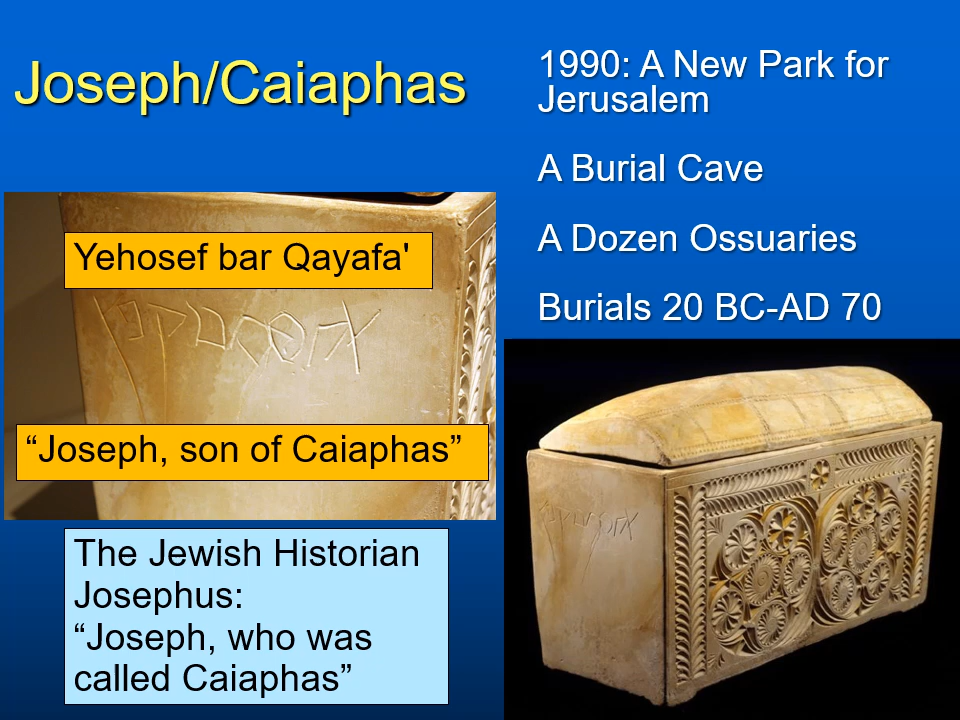 Joseph/Caiaphas
1990: A New Park for
Jerusalem
A Burial Cave
A Dozen Ossuaries
Burials 20 BC-AD 70
Yehosef bar Qayafa'
“Joseph, son of Caiaphas”
The Jewish Historian
Josephus:
“Joseph, who was
called Caiaphas”